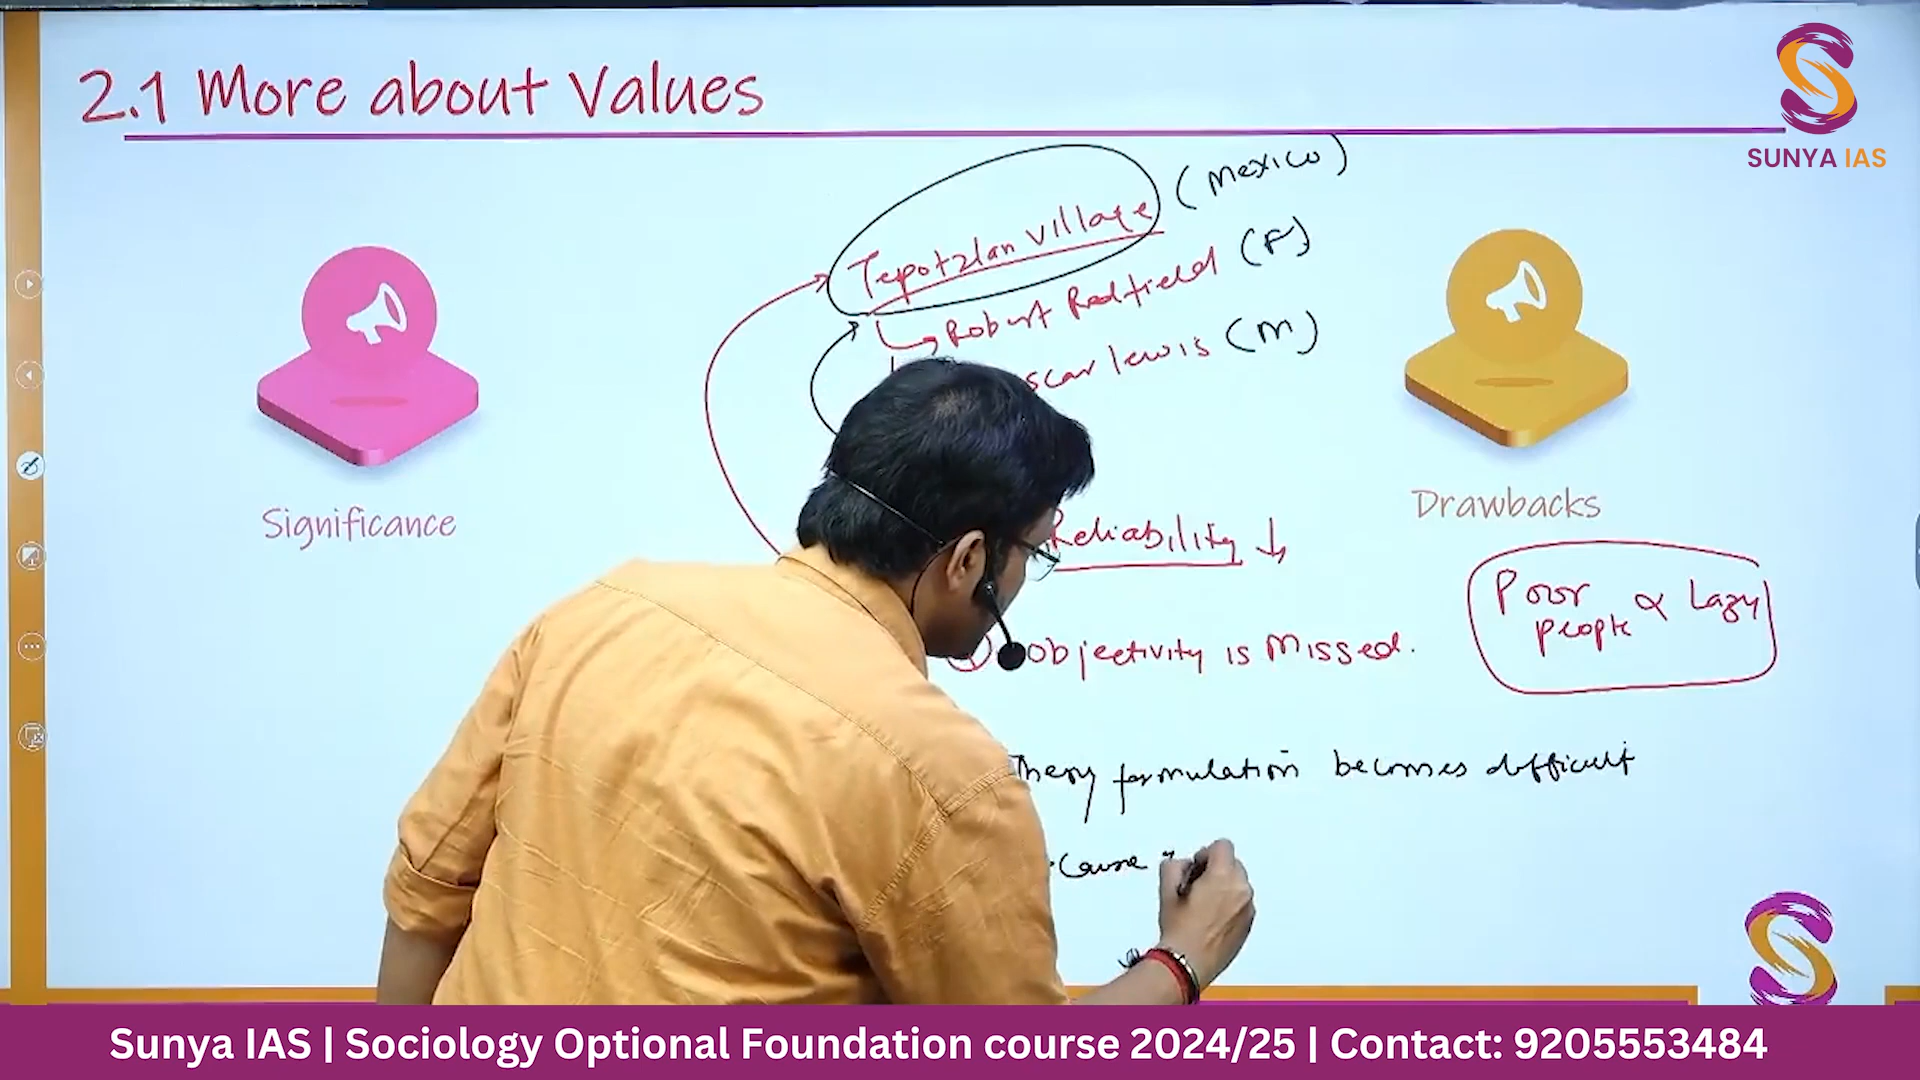 2.1 More about Values
SUNYA IAS
Tepotzlan village (Mexico)
Robert Redfield (F)
scar lewis (M)
Significance
Drawbacks
Reliability ↓
Poor people ∝ Lazy
Objectivity is Missed.
formulation becomes difficult
Cause
Sunya IAS | Sociology Optional Foundation course 2024/25 | Contact: 9205553484